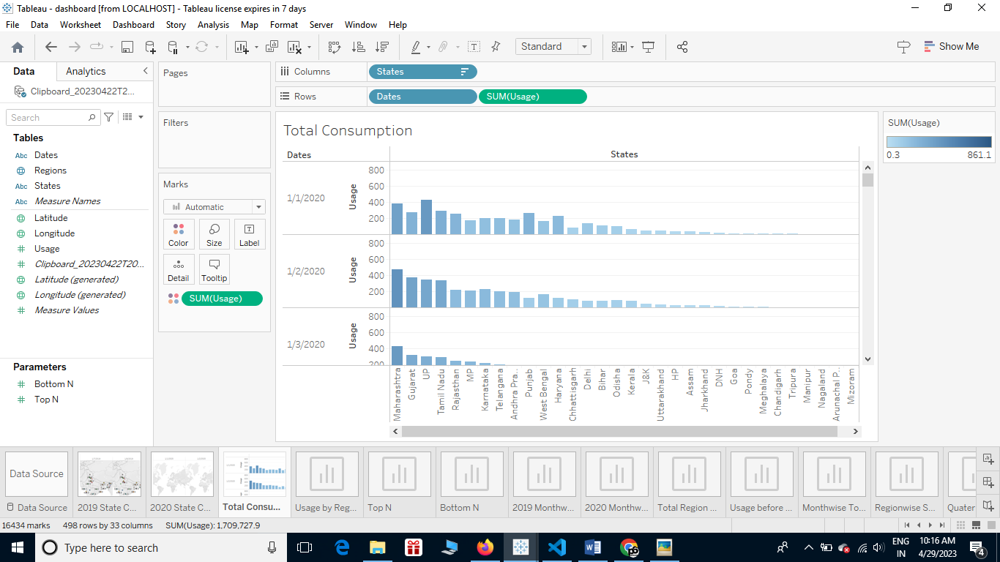 Tableau - dashboard [from LOCALHOST] - Tableau license expires in 7 days
File Data Worksheet Dashboard Story Analysis Map Format Server Window Help
Standard
Show Me
Data
Analytics
Clipboard_20230422T2...
Search
Tables
Abc Dates
Regions
Abc States
Abc Measure Names
Latitude
Longitude
# Usage
# Clipboard_20230422T20...
Latitude (generated)
Longitude (generated)
# Measure Values
Parameters
# Bottom N
# Top N
Pages
Filters
Marks
Automatic
Color Size Label
Detail Tooltip
SUM(Usage)
Columns States
Rows Dates SUM(Usage)
Total Consumption
Dates States
1/1/2020 Usage 800 600 400 200
1/2/2020 Usage 800 600 400 200
1/3/2020 Usage 800 600 400 200
Maharashtra
Gujarat
UP
Tamil Nadu
Rajasthan
MP
Karnataka
Telangana
Andhra Pra..
Punjab
West Bengal
Haryana
Chhattisgarh
Delhi
Bihar
Odisha
Kerala
J&K
Uttarakhand
HP
Assam
Jharkhand
DNH
Goa
Pondy
Meghalaya
Chandigarh
Tripura
Manipur
Nagaland
Arunachal P..
Mizoram
SUM(Usage)
0.3 861.1
Data Source
Data Source 2019 State C... 2020 State C... Total Consu... Usage by Reg... Top N Bottom N 2019 Monthw... 2020 Monthw... Total Region ... Usage before ... Monthwise To... Regionwise S... Quater
16434 marks 498 rows by 33 columns SUM(Usage): 1,709,727.9
Type here to search
ENG
IN
10:16 AM
4/29/2023
4